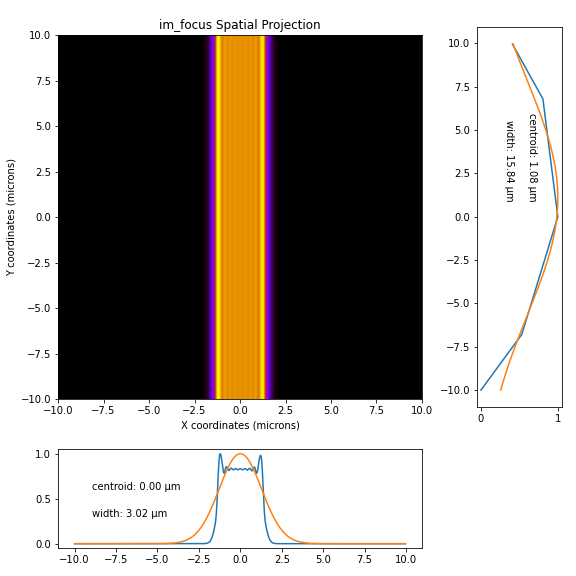 im_focus Spatial Projection
10.0
7.5
5.0
2.5
0.0
−2.5
−5.0
−7.5
−10.0
Y coordinates (microns)
−10.0 −7.5 −5.0 −2.5 0.0 2.5 5.0 7.5 10.0
X coordinates (microns)
10.0
7.5
5.0
2.5
0.0
−2.5
−5.0
−7.5
−10.0
0 1
centroid: 1.08 μm
width: 15.84 μm
1.0
0.5
0.0
centroid: 0.00 μm
width: 3.02 μm
−10.0 −7.5 −5.0 −2.5 0.0 2.5 5.0 7.5 10.0